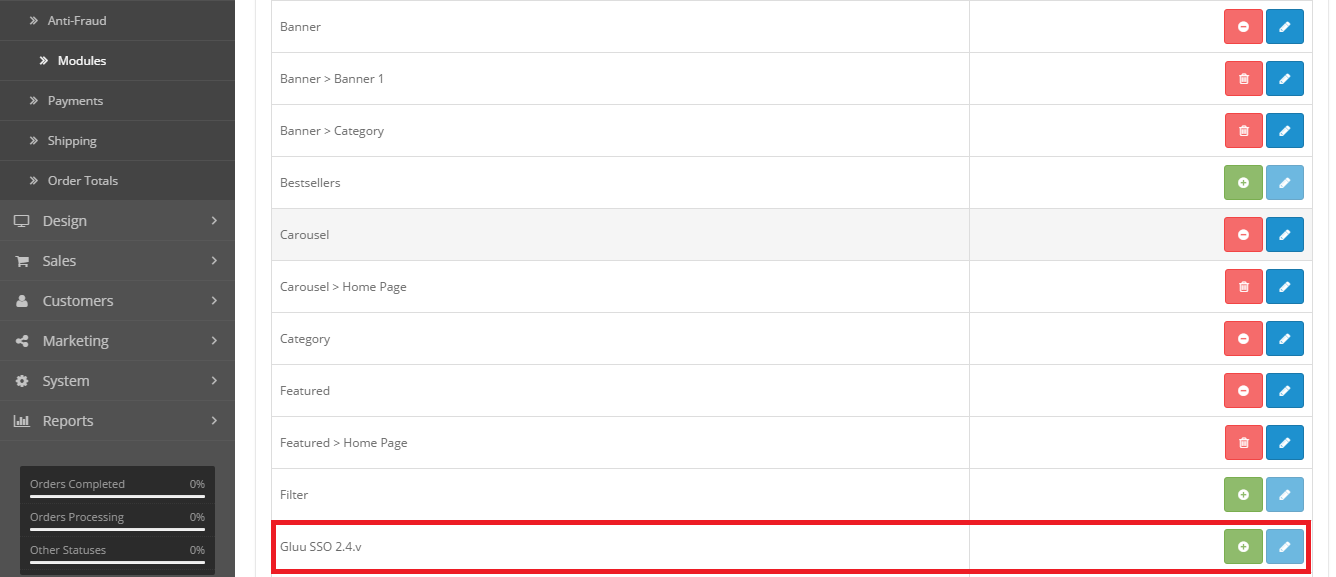 Anti-Fraud
Modules
Payments
Shipping
Order Totals
Design
Sales
Customers
Marketing
System
Reports
Orders Completed 0%
Orders Processing 0%
Other Statuses 0%
Banner
Banner > Banner 1
Banner > Category
Bestsellers
Carousel
Carousel > Home Page
Category
Featured
Featured > Home Page
Filter
Gluu SSO 2.4.v